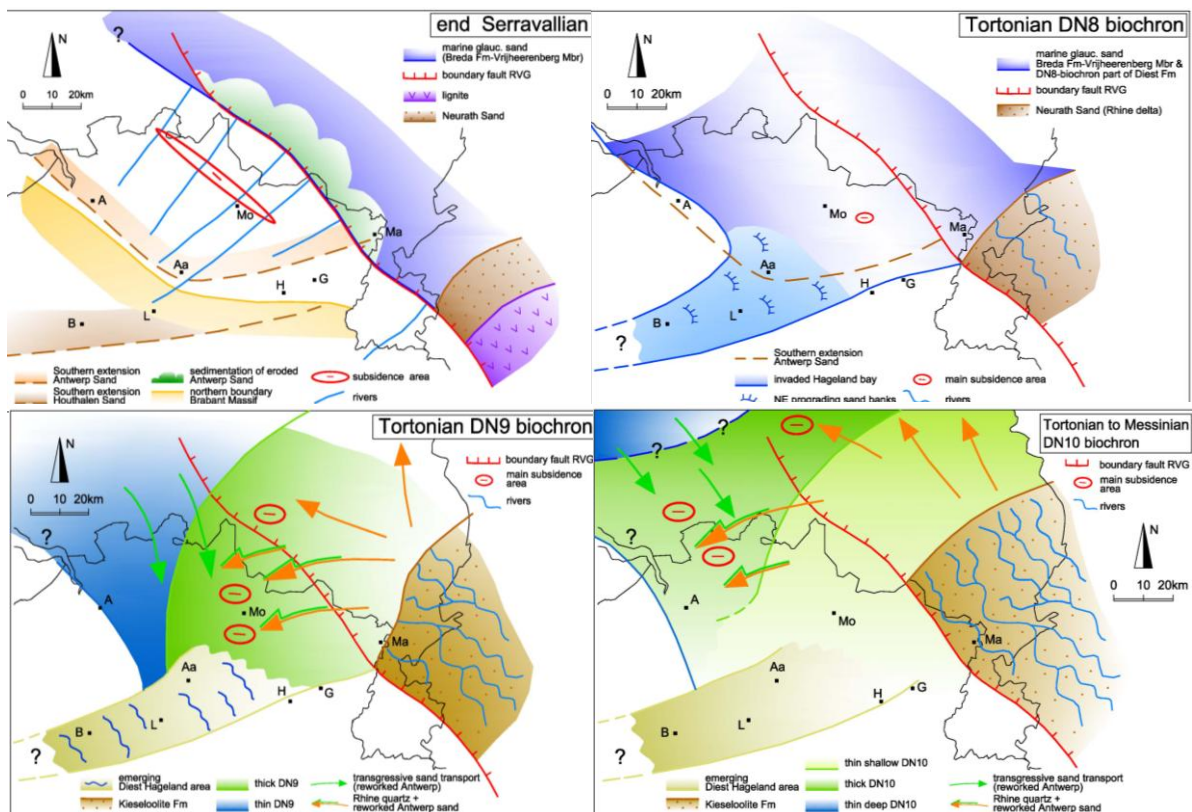 end Serravallian
?
N
0 10 20km
marine glauc. sand
(Breda Fm-Vrijheerenberg Mbr)
boundary fault RVG
lignite
Neurath Sand
A
Mo
Ma
Aa
G
H
L
B
Southern extension
Antwerp Sand
Southern extension
Houthalen Sand
sedimentation of eroded
Antwerp Sand
northern boundary
Brabant Massif
subsidence area
rivers
Tortonian DN8 biochron
N
0 10 20km
marine glauc. sand
Breda Fm-Vrijheerenberg Mbr &
DN8-biochron part of Diest Fm
boundary fault RVG
Neurath Sand (Rhine delta)
A
Mo
Ma
Aa
G
H
L
B
?
Southern extension
Antwerp Sand
invaded Hageland bay
NE prograding sand banks
main subsidence area
rivers
Tortonian DN9 biochron
N
0 10 20km
?
boundary fault RVG
main subsidence
area
rivers
A
Mo
Ma
Aa
G
H
L
B
?
emerging
Diest Hageland area
Kieseloolite Fm
thick DN9
thin DN9
transgressive sand transport
(reworked Antwerp)
Rhine quartz +
reworked Antwerp sand
Tortonian to Messinian
DN10 biochron
boundary fault RVG
main subsidence
area
rivers
N
0 10 20km
?
?
?
?
A
Mo
Ma
Aa
G
H
L
B
?
emerging
Diest Hageland area
Kieseloolite Fm
thin shallow DN10
thick DN10
thin deep DN10
transgressive sand transport
(reworked Antwerp)
Rhine quartz +
reworked Antwerp sand